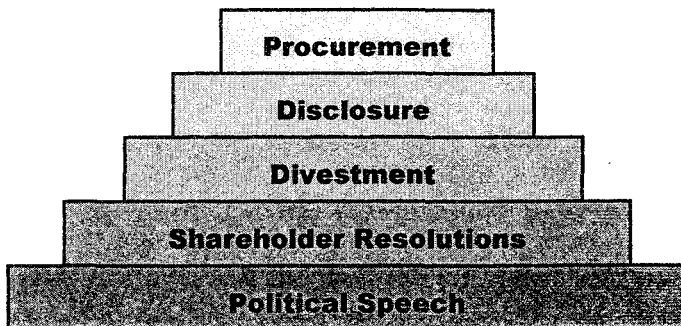 Procurement
Disclosure
Divestment
Shareholder Resolutions
Political Speech